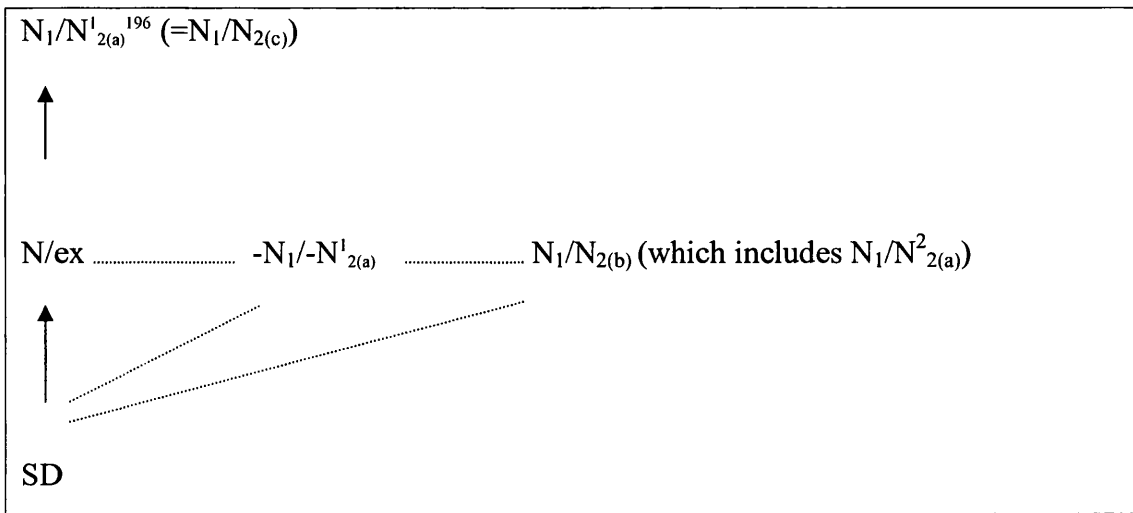 N₁/N¹₂₍ₐ₎¹⁹⁶ (=N₁/N₂₍c₎)
N/ex ........................ -N₁/-N¹₂₍ₐ₎ ........................ N₁/N₂₍b₎ (which includes N₁/N²₂₍ₐ₎)
SD